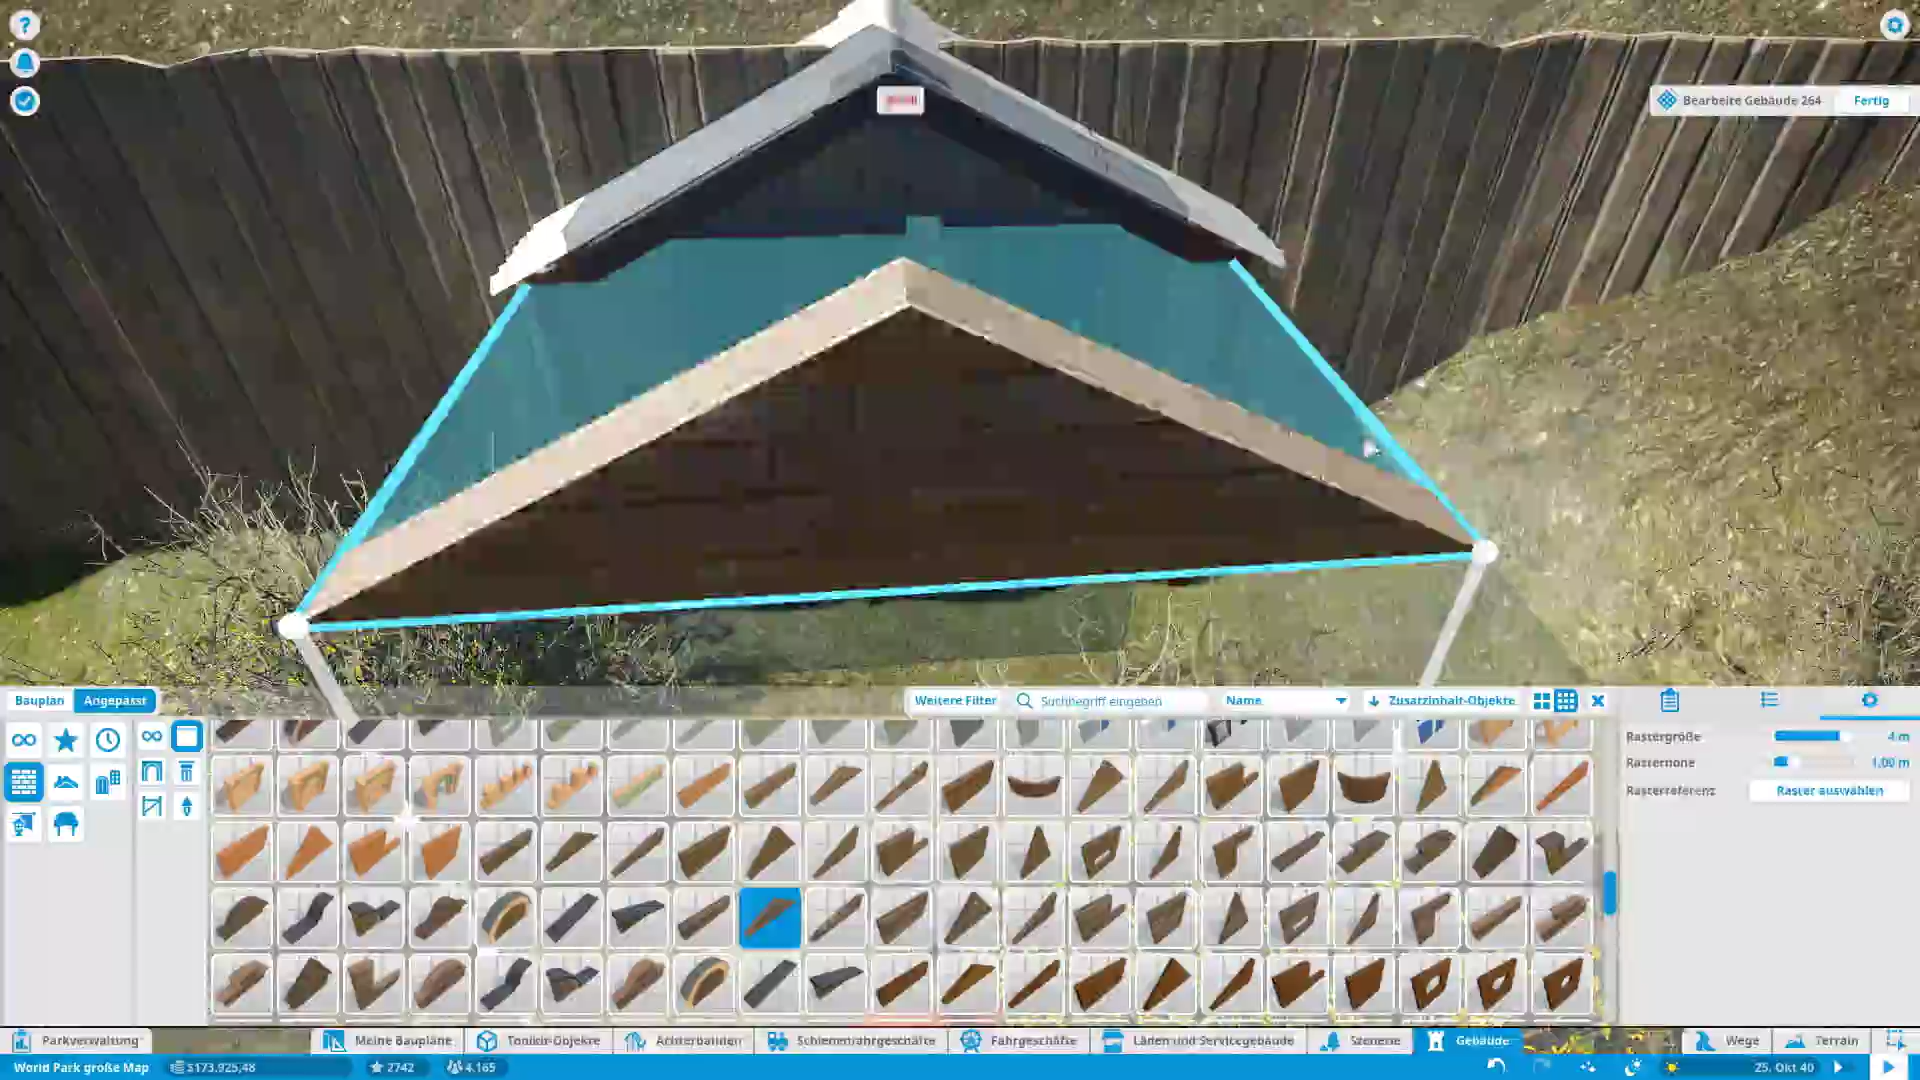 ?
Bearbeite Gebäude 264
Fertig
Bauplan
Angepasst
Weitere Filter
Suchbegriff eingeben
Name
Zusatzinhalt-Objekte
Rastergröße
4 m
Rasterhöhe
1,00 m
Rasterreferenz
Raster auswählen
Parkverwaltung
Meine Baupläne
Toolkit-Objekte
Achterbahnen
Schienenfahrgeschäfte
Fahrgeschäfte
Läden und Servicegebäude
Szenerie
Gebäude
Wege
Terrain
World Park große Map
$173.925,48
2742
4.165
25. Okt 40